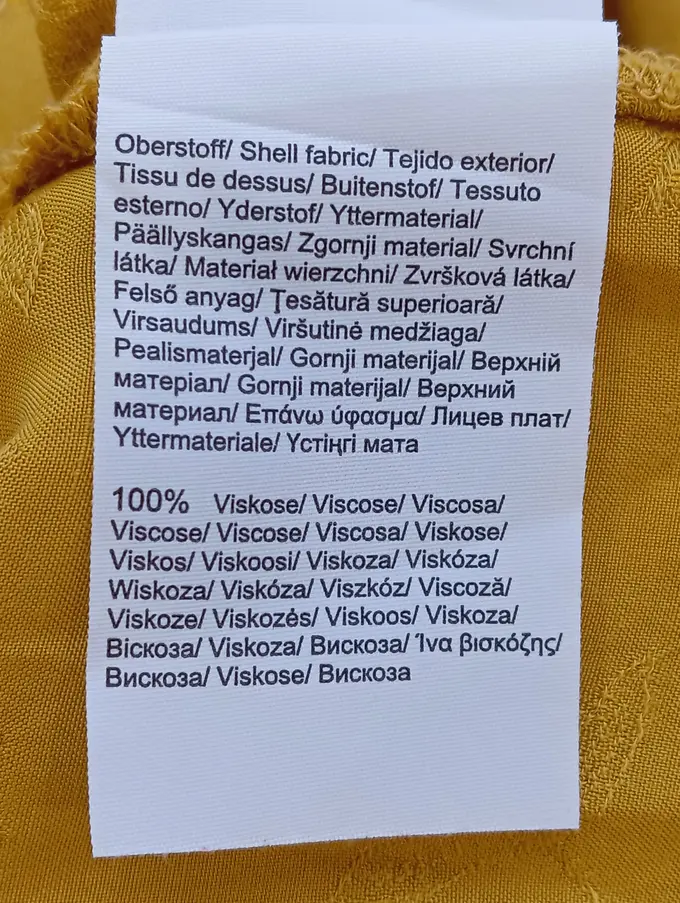 Oberstoff/ Shell fabric/ Tejido exterior/
Tissu de dessus/ Buitenstof/ Tessuto
esterno/ Yderstof/ Yttermaterial/
Päällyskangas/ Zgornji material/ Svrchní
látka/ Materiał wierzchni/ Zvršková látka/
Felső anyag/ Ţesătură superioară/
Virsaudums/ Viršutinė medžiaga/
Pealismaterjal/ Gornji materijal/ Верхній
матеріал/ Gornji materijal/ Верхний
материал/ Επάνω ύφασμα/ Лицев плат/
Yttermateriale/ Үстіңгі мата
100% Viskose/ Viscose/ Viscosa/
Viscose/ Viscose/ Viscosa/ Viskose/
Viskos/ Viskoosi/ Viskoza/ Viskóza/
Wiskoza/ Viskóza/ Viszkóz/ Viscoză/
Viskoze/ Viskozės/ Viskoos/ Viskoza/
Віскоза/ Viskoza/ Вискоза/ Ίνα βισκόζης/
Вискоза/ Viskose/ Вискоза